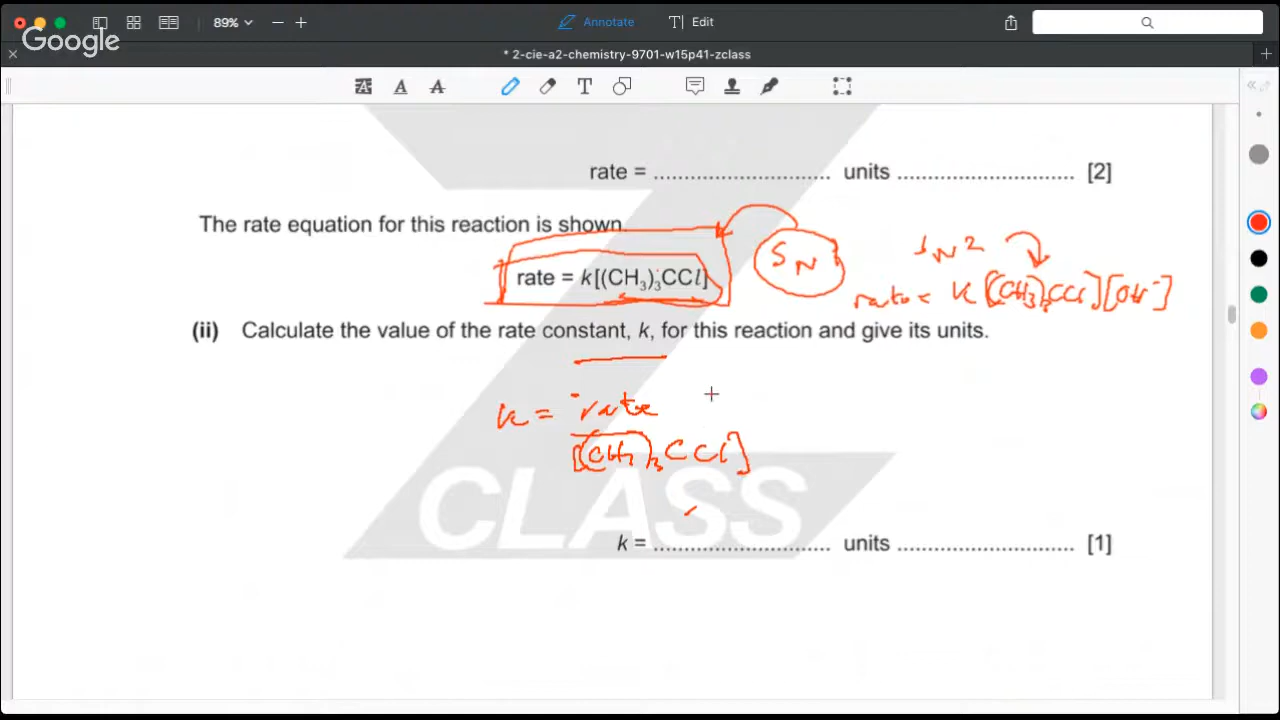 89%
Annotate
T Edit
Google
* 2-cie-a2-chemistry-9701-w15p41-zclass
rate = .............................. units .............................. [2]
The rate equation for this reaction is shown.
rate = k[(CH₃)₃CCl]
SN
SN2
rate = k [(CH₃)₃CCl][OH⁻]
(ii) Calculate the value of the rate constant, k, for this reaction and give its units.
k = rate
[(CH₃)₃CCl]
CLASS
k = .............................. units .............................. [1]